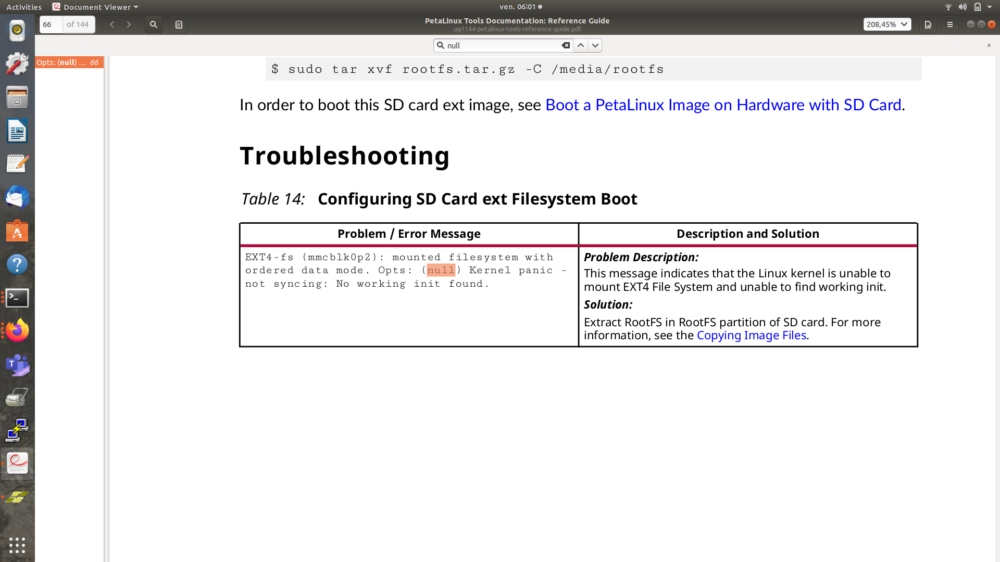 Activities
Document Viewer
ven. 06:01
66
of 144
PetaLinux Tools Documentation: Reference Guide
ug1144-petalinux-tools-reference-guide.pdf
208,45%
null
Opts: (null) ... 66
$ sudo tar xvf rootfs.tar.gz -C /media/rootfs
In order to boot this SD card ext image, see Boot a PetaLinux Image on Hardware with SD Card.
Troubleshooting
Table 14: Configuring SD Card ext Filesystem Boot
Problem / Error Message
Description and Solution
EXT4-fs (mmcblk0p2): mounted filesystem with
ordered data mode. Opts: (null) Kernel panic -
not syncing: No working init found.
Problem Description:
This message indicates that the Linux kernel is unable to
mount EXT4 File System and unable to find working init.
Solution:
Extract RootFS in RootFS partition of SD card. For more
information, see the Copying Image Files.